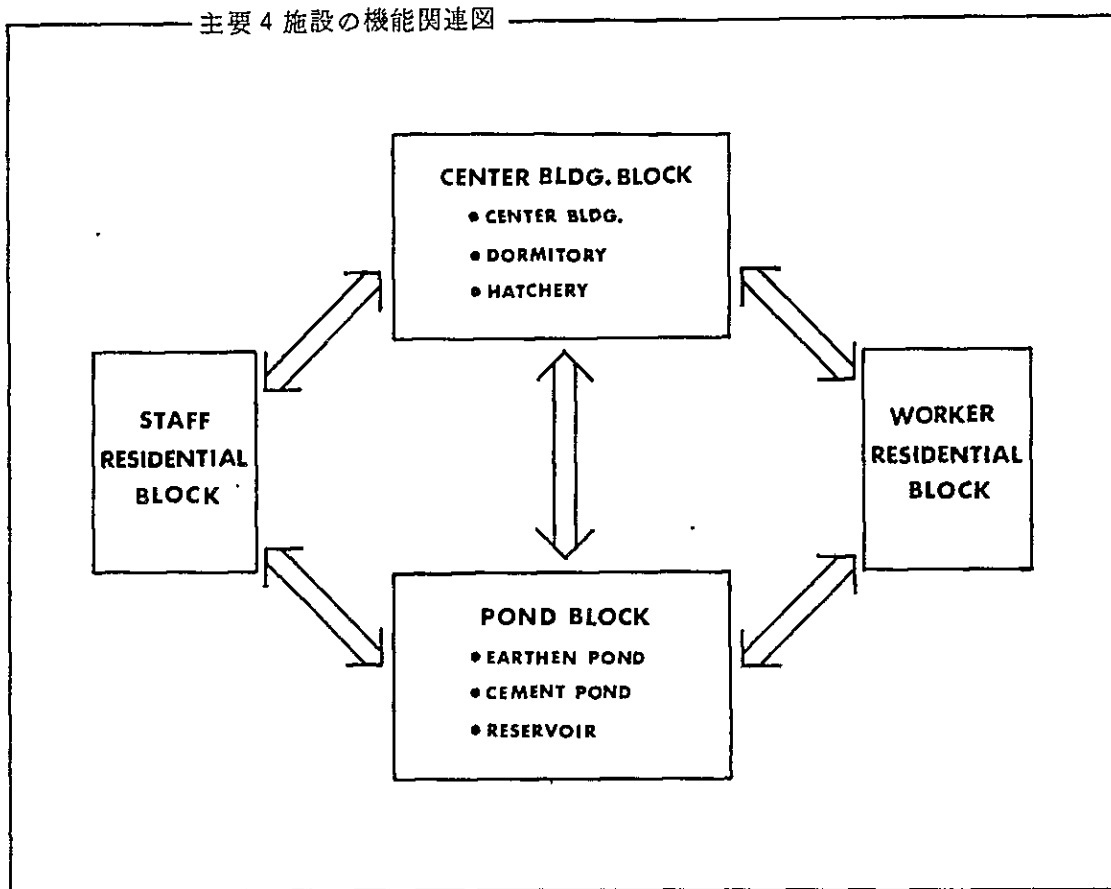 主要4施設の機能関連図
CENTER BLDG. BLOCK
• CENTER BLDG.
• DORMITORY
• HATCHERY
STAFF
RESIDENTIAL
BLOCK
WORKER
RESIDENTIAL
BLOCK
POND BLOCK
• EARTHEN POND
• CEMENT POND
• RESERVOIR